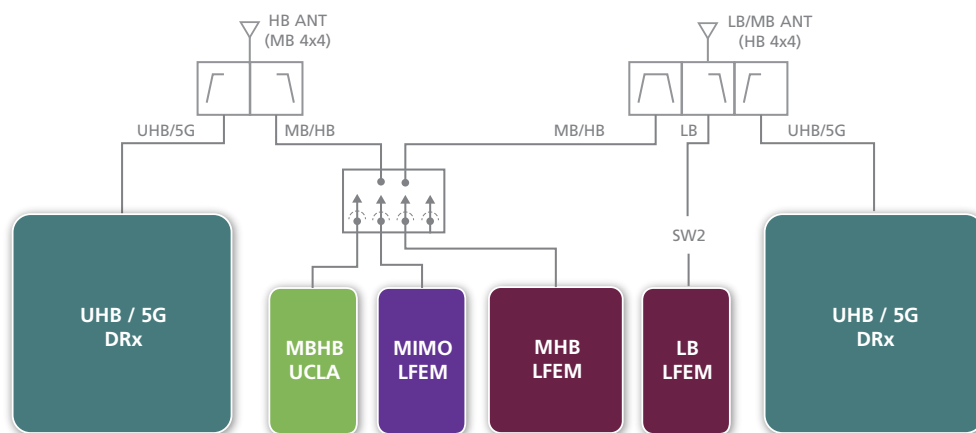 HB ANT
(MB 4x4)
LB/MB ANT
(HB 4x4)
UHB/5G
MB/HB
MB/HB
LB
UHB/5G
SW2
UHB / 5G
DRx
MBHB
UCLA
MIMO
LFEM
MHB
LFEM
LB
LFEM
UHB / 5G
DRx